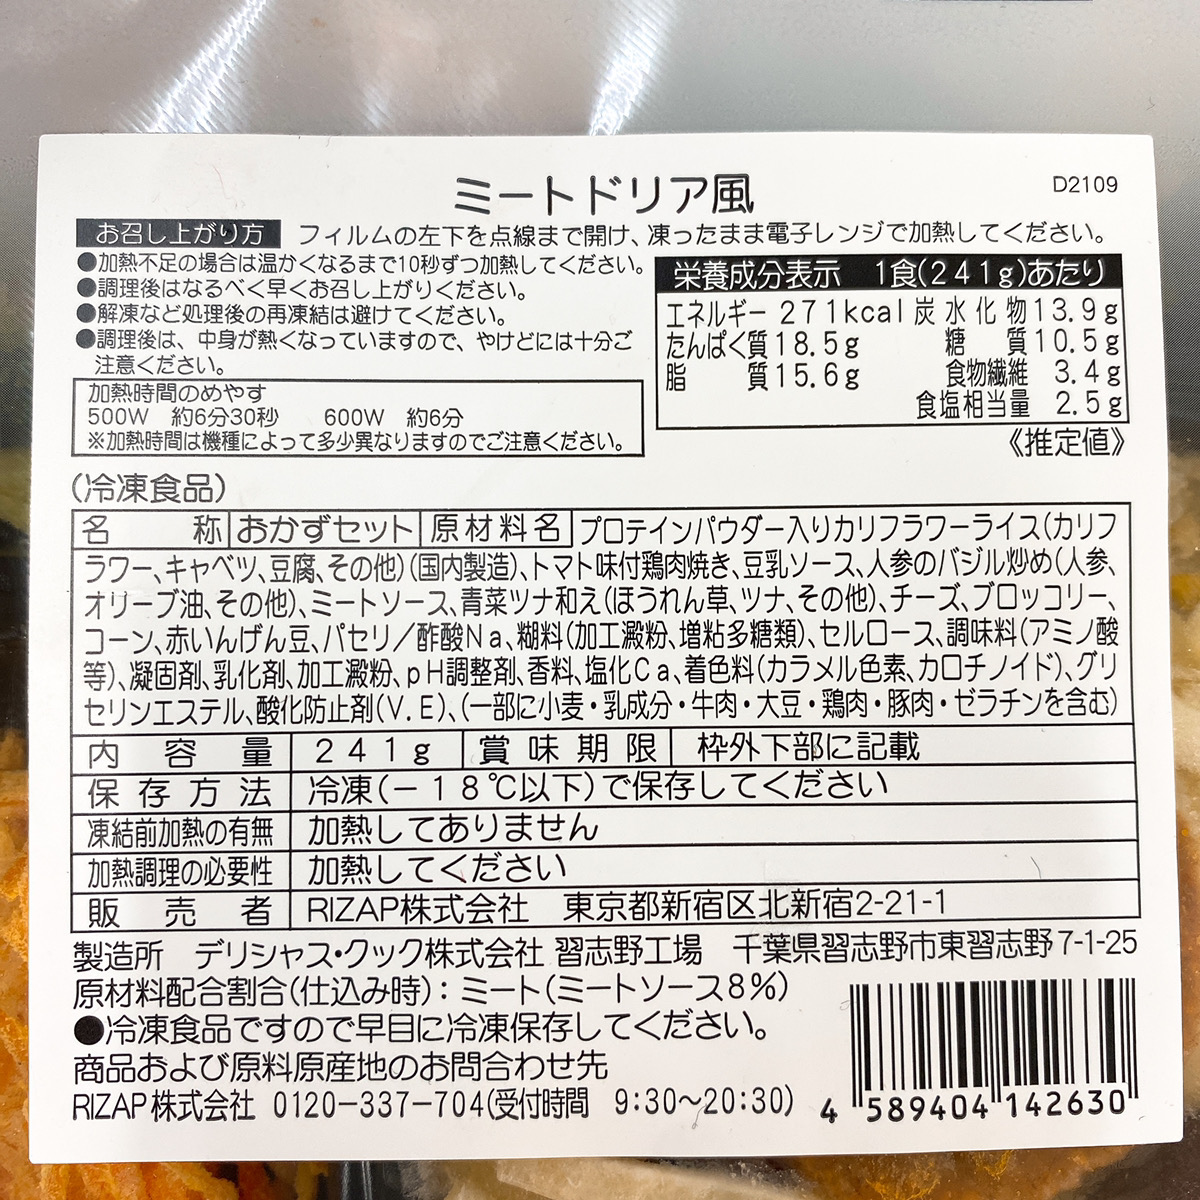 ミートドリア風
D2109
お召し上がり方 フィルムの左下を点線まで開け、凍ったまま電子レンジで加熱してください。
●加熱不足の場合は温かくなるまで10秒ずつ加熱してください。
●調理後はなるべく早くお召し上がりください。
●解凍など処理後の再凍結は避けてください。
●調理後は、中身が熱くなっていますので、やけどには十分ご
注意ください。
加熱時間のめやす
500W 約6分30秒 600W 約6分
※加熱時間は機種によって多少異なりますのでご注意ください。
栄養成分表示 1食(241g)あたり
エネルギー 271kcal 炭水化物 13.9g
たんぱく質 18.5g 糖質 10.5g
脂質 15.6g 食物繊維 3.4g
食塩相当量 2.5g
《推定値》
(冷凍食品)
名称 おかずセット 原材料名 プロテインパウダー入りカリフラワーライス(カリフ
ラワー、キャベツ、豆腐、その他)(国内製造)、トマト味付鶏肉焼き、豆乳ソース、人参のバジル炒め(人参、
オリーブ油、その他)、ミートソース、青菜ツナ和え(ほうれん草、ツナ、その他)、チーズ、ブロッコリー、
コーン、赤いんげん豆、パセリ/酢酸Na、糊料(加工澱粉、増粘多糖類)、セルロース、調味料(アミノ酸
等)、凝固剤、乳化剤、加工澱粉、pH調整剤、香料、塩化Ca、着色料(カラメル色素、カロチノイド)、グリ
セリンエステル、酸化防止剤(V.E)、(一部に小麦・乳成分・牛肉・大豆・鶏肉・豚肉・ゼラチンを含む)
内容量 241g 賞味期限 枠外下部に記載
保存方法 冷凍(-18℃以下)で保存してください
凍結前加熱の有無 加熱してありません
加熱調理の必要性 加熱してください
販売者 RIZAP株式会社 東京都新宿区北新宿2-21-1
製造所 デリシャス・クック株式会社 習志野工場 千葉県習志野市東習志野7-1-25
原材料配合割合(仕込み時):ミート(ミートソース8%)
●冷凍食品ですので早目に冷凍保存してください。
商品および原料原産地のお問合わせ先
RIZAP株式会社 0120-337-704(受付時間 9:30~20:30)
4 589404 142630